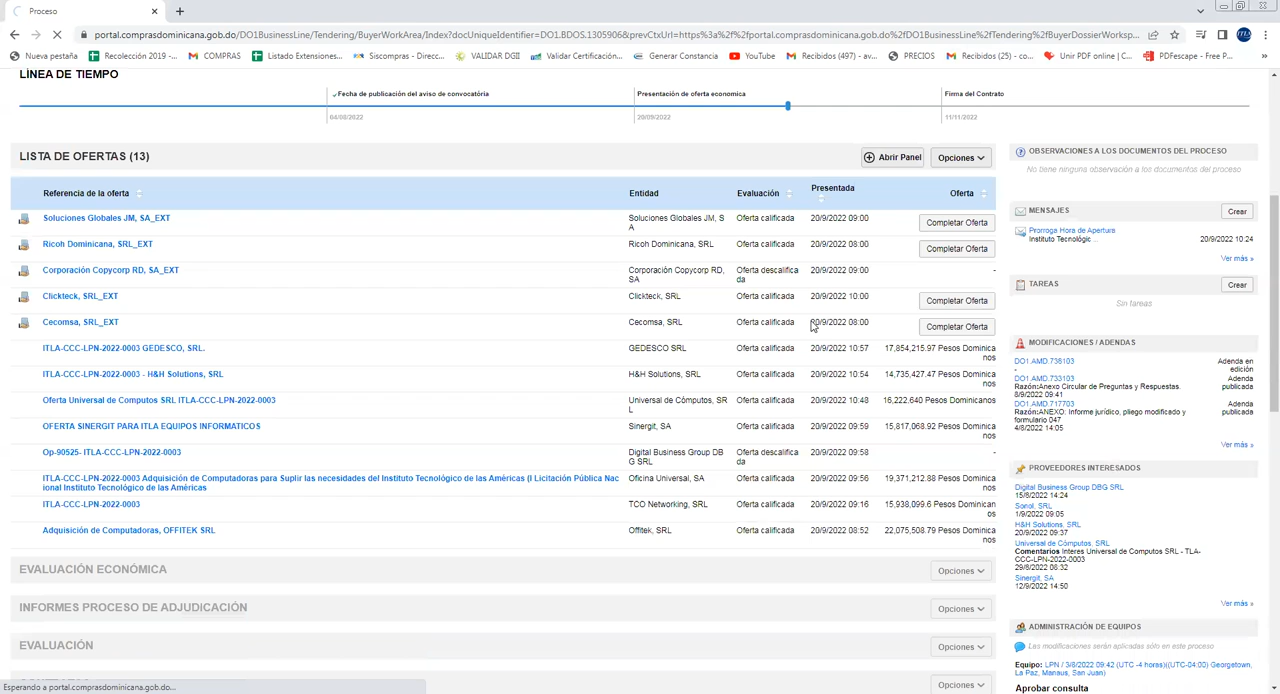 Proceso
portal.comprasdominicana.gob.do/DO1BusinessLine/Tendering/BuyerWorkArea/Index?docUniqueIdentifier=DO1.BDOS.1305906&prevCtxUrl=https%3a%2f%2fportal.comprasdominicana.gob.do%2fDO1BusinessLine%2fTendering%2fBuyerDossierWorksp...
Nueva pestaña
Recolección 2019 -...
COMPRAS
Listado Extensiones...
Siscompras - Direcc...
VALIDAR DGII
Validar Certificación...
Generar Constancia
YouTube
Recibidos (497) - av...
PRECIOS
Recibidos (25) - co...
Unir PDF online | C...
PDFescape - Free P...
LÍNEA DE TIEMPO
Fecha de publicación del aviso de convocatoria
Presentación de oferta economica
Firma del Contrato
04/08/2022
20/09/2022
11/11/2022
LISTA DE OFERTAS (13)
Abrir Panel
Opciones
Referencia de la oferta
Entidad
Evaluación
Presentada
Oferta
Soluciones Globales JM, SA_EXT
Soluciones Globales JM, S
A
Oferta calificada
20/9/2022 09:00
Completar Oferta
Ricoh Dominicana, SRL_EXT
Ricoh Dominicana, SRL
Oferta calificada
20/9/2022 08:00
Completar Oferta
Corporación Copycorp RD, SA_EXT
Corporación Copycorp RD,
SA
Oferta descalifica
da
20/9/2022 09:00
-
Clickteck, SRL_EXT
Clickteck, SRL
Oferta calificada
20/9/2022 10:00
Completar Oferta
Cecomsa, SRL_EXT
Cecomsa, SRL
Oferta calificada
20/9/2022 08:00
Completar Oferta
ITLA-CCC-LPN-2022-0003 GEDESCO, SRL.
GEDESCO SRL
Oferta calificada
20/9/2022 10:57
17,854,215.97 Pesos Dominica
nos
ITLA-CCC-LPN-2022-0003 - H&H Solutions, SRL
H&H Solutions, SRL
Oferta calificada
20/9/2022 10:54
14,735,427.47 Pesos Dominica
nos
Oferta Universal de Computos SRL ITLA-CCC-LPN-2022-0003
Universal de Cómputos, SR
L
Oferta calificada
20/9/2022 10:48
16,222,640 Pesos Dominicanos
OFERTA SINERGIT PARA ITLA EQUIPOS INFORMATICOS
Sinergit, SA
Oferta calificada
20/9/2022 09:59
15,817,068.92 Pesos Dominica
nos
Op-90525- ITLA-CCC-LPN-2022-0003
Digital Business Group DB
G SRL
Oferta descalifica
da
20/9/2022 09:58
-
ITLA-CCC-LPN-2022-0003 Adquisición de Computadoras para Suplir las necesidades del Instituto Tecnológico de las Américas (I Licitación Pública Nac
ional Instituto Tecnológico de las Américas
Oficina Universal, SA
Oferta calificada
20/9/2022 09:56
19,371,212.88 Pesos Dominica
nos
ITLA-CCC-LPN-2022-0003
TCO Networking, SRL
Oferta calificada
20/9/2022 09:16
15,938,099.6 Pesos Dominican
os
Adquisición de Computadoras, OFFITEK SRL
Offitek, SRL
Oferta calificada
20/9/2022 08:52
22,075,508.79 Pesos Dominica
nos
EVALUACIÓN ECONÓMICA
Opciones
INFORMES PROCESO DE ADJUDICACIÓN
Opciones
EVALUACIÓN
Opciones
Opciones
Esperando a portal.comprasdominicana.gob.do...
OBSERVACIONES A LOS DOCUMENTOS DEL PROCESO
No tiene ninguna observación a los documentos del proceso
MENSAJES
Crear
Prorroga Hora de Apertura
Instituto Tecnológic...
20/9/2022 10:24
Ver más »
TAREAS
Crear
Sin tareas
MODIFICACIONES / ADENDAS
DO1.AMD.736103
-
Adenda en
edición
DO1.AMD.733103
Razón:Anexo Circular de Preguntas y Respuestas.
8/9/2022 09:41
Adenda
publicada
DO1.AMD.717703
Razón:ANEXO: Informe jurídico, pliego modificado y
formulario 047
4/8/2022 14:05
Adenda
publicada
Ver más »
PROVEEDORES INTERESADOS
Digital Business Group DBG SRL
15/8/2022 14:24
Sonol, SRL
1/9/2022 09:05
H&H Solutions, SRL
20/9/2022 09:37
Universal de Cómputos, SRL
Comentarios Interes Universal de Computos SRL - TLA-
CCC-LPN-2022-0003
29/8/2022 08:32
Sinergit, SA
12/9/2022 14:50
Ver más »
ADMINISTRACIÓN DE EQUIPOS
Las modificaciones serán aplicadas sólo en este proceso
Equipo: LPN / 3/8/2022 09:42 (UTC -4 horas)((UTC-04:00) Georgetown,
La Paz, Manaus, San Juan)
Aprobar consulta